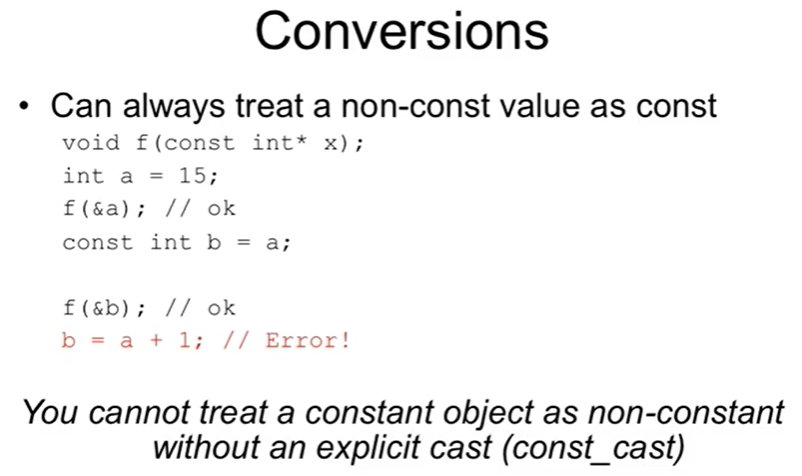 Conversions
• Can always treat a non-const value as const
void f(const int* x);
int a = 15;
f(&a); // ok
const int b = a;
f(&b); // ok
b = a + 1; // Error!
You cannot treat a constant object as non-constant
without an explicit cast (const_cast)